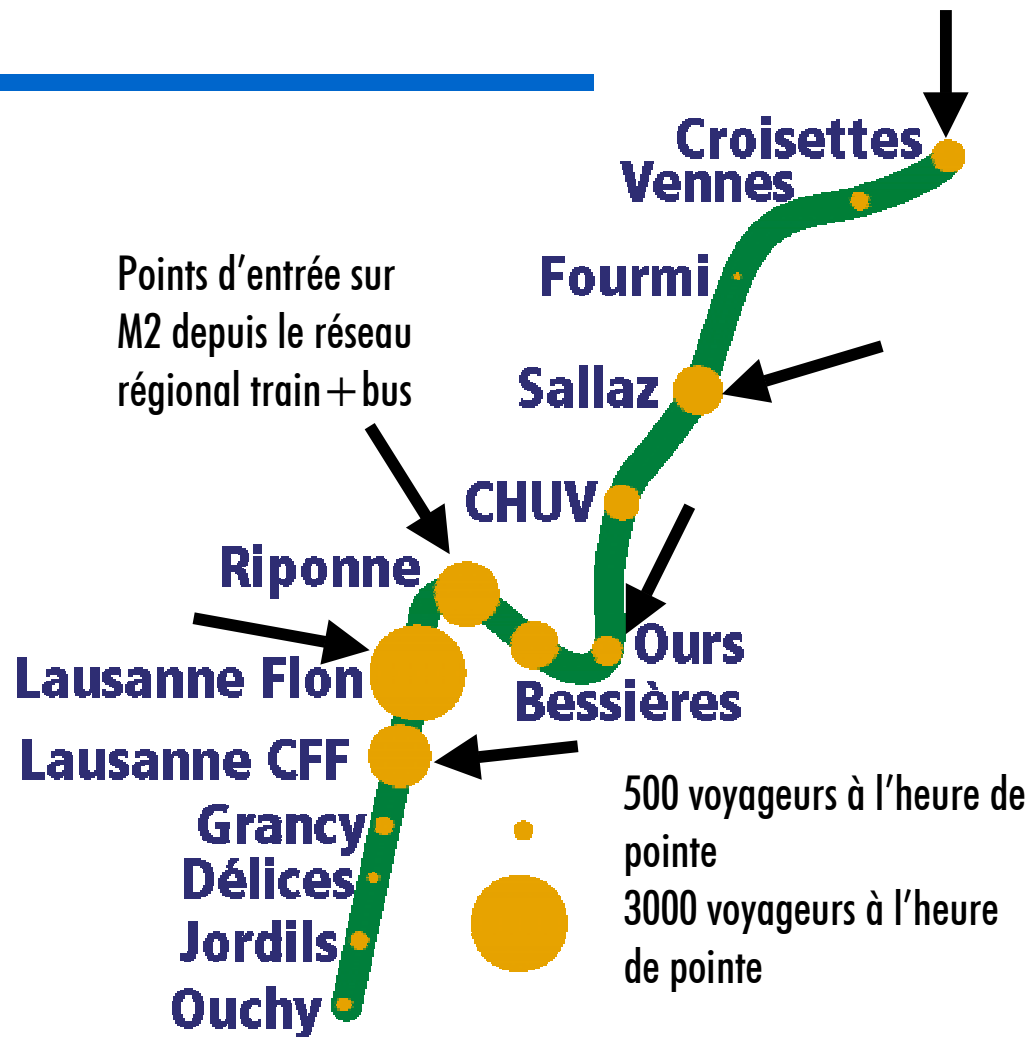 Croisettes
Vennes
Points d’entrée sur
M2 depuis le réseau
régional train+bus
Fourmi
Sallaz
CHUV
Riponne
Ours
Lausanne Flon
Bessières
Lausanne CFF
Grancy
Délices
Jordils
Ouchy
500 voyageurs à l’heure de
pointe
3000 voyageurs à l’heure
de pointe